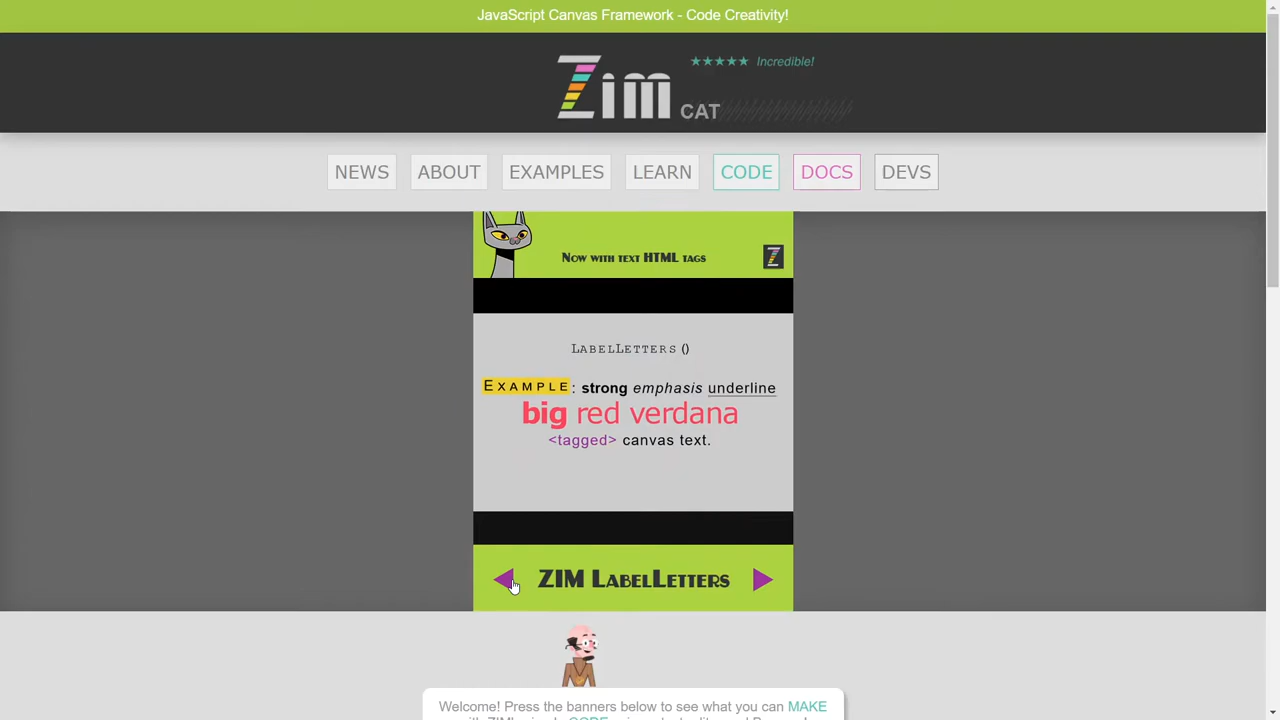 JavaScript Canvas Framework - Code Creativity!
★★★★★ Incredible!
Zim CAT
NEWS ABOUT EXAMPLES LEARN CODE DOCS DEVS
Now with text HTML tags
Z
LabelLetters ()
Example: strong emphasis underline
big red verdana
<tagged> canvas text.
ZIM LabelLetters
Welcome! Press the banners below to see what you can MAKE